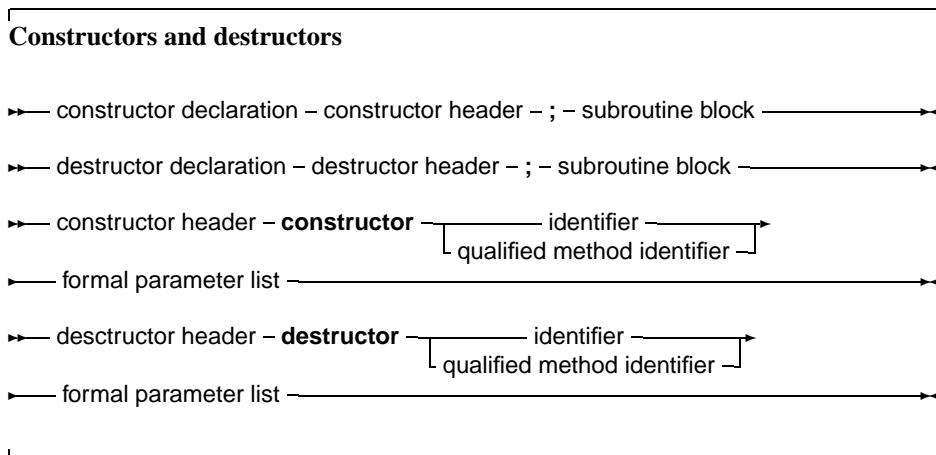 Constructors and destructors
constructor declaration – constructor header – ; – subroutine block
destructor declaration – destructor header – ; – subroutine block
constructor header – constructor – identifier
qualified method identifier
formal parameter list
desctructor header – destructor – identifier
qualified method identifier
formal parameter list